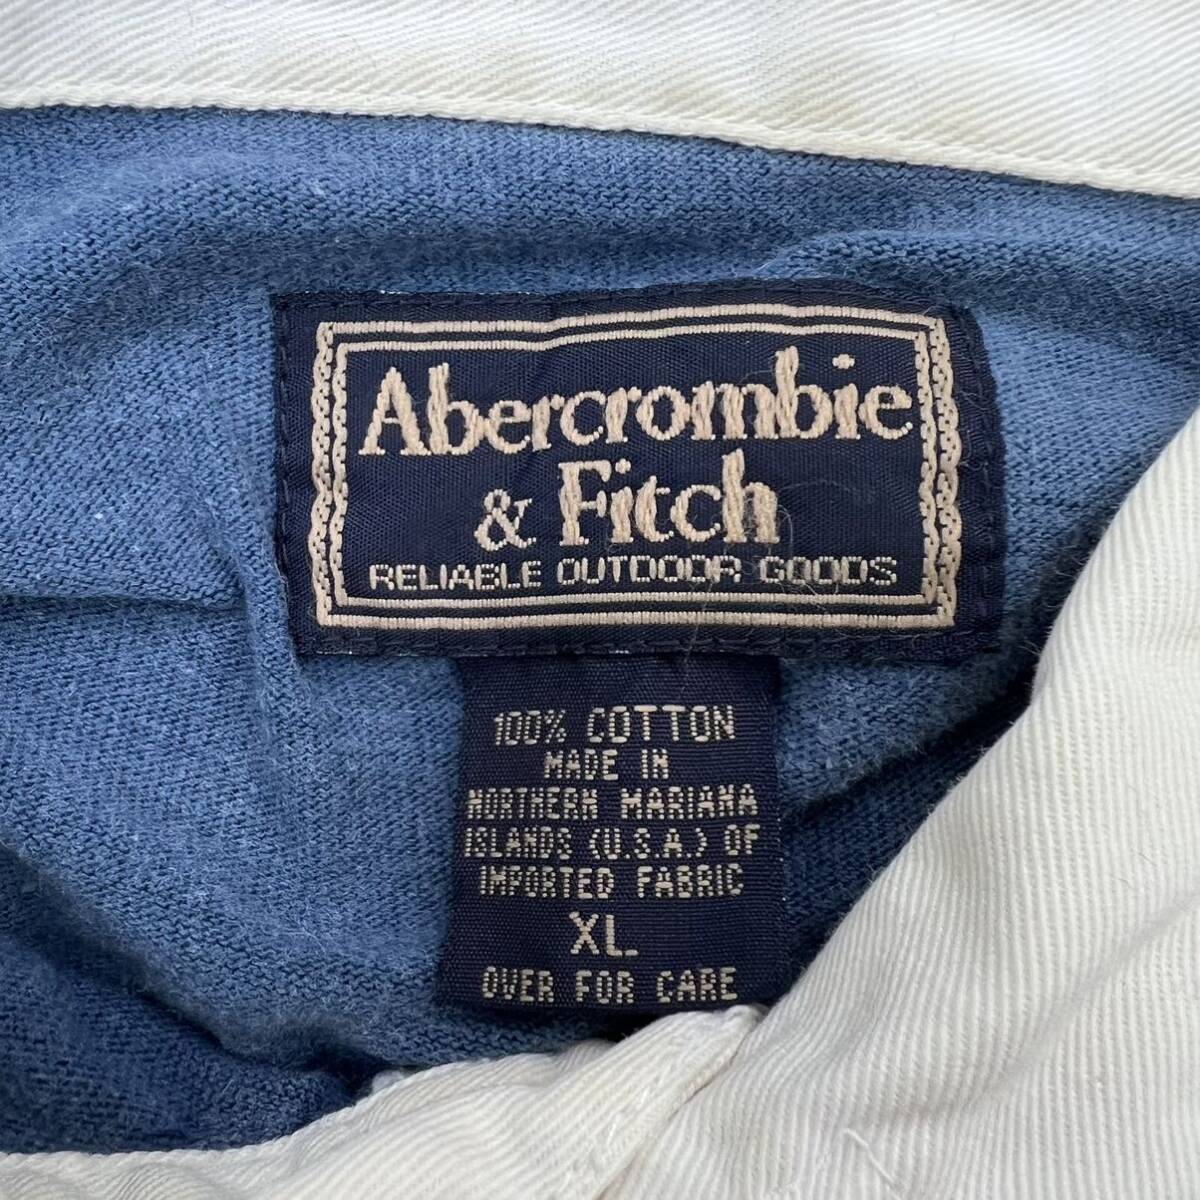 Abercrombie
& Fitch
RELIABLE OUTDOOR GOODS
100% COTTON
MADE IN
NORTHERN MARIANA
ISLANDS (U.S.A.) OF
IMPORTED FABRIC
XL
OVER FOR CARE